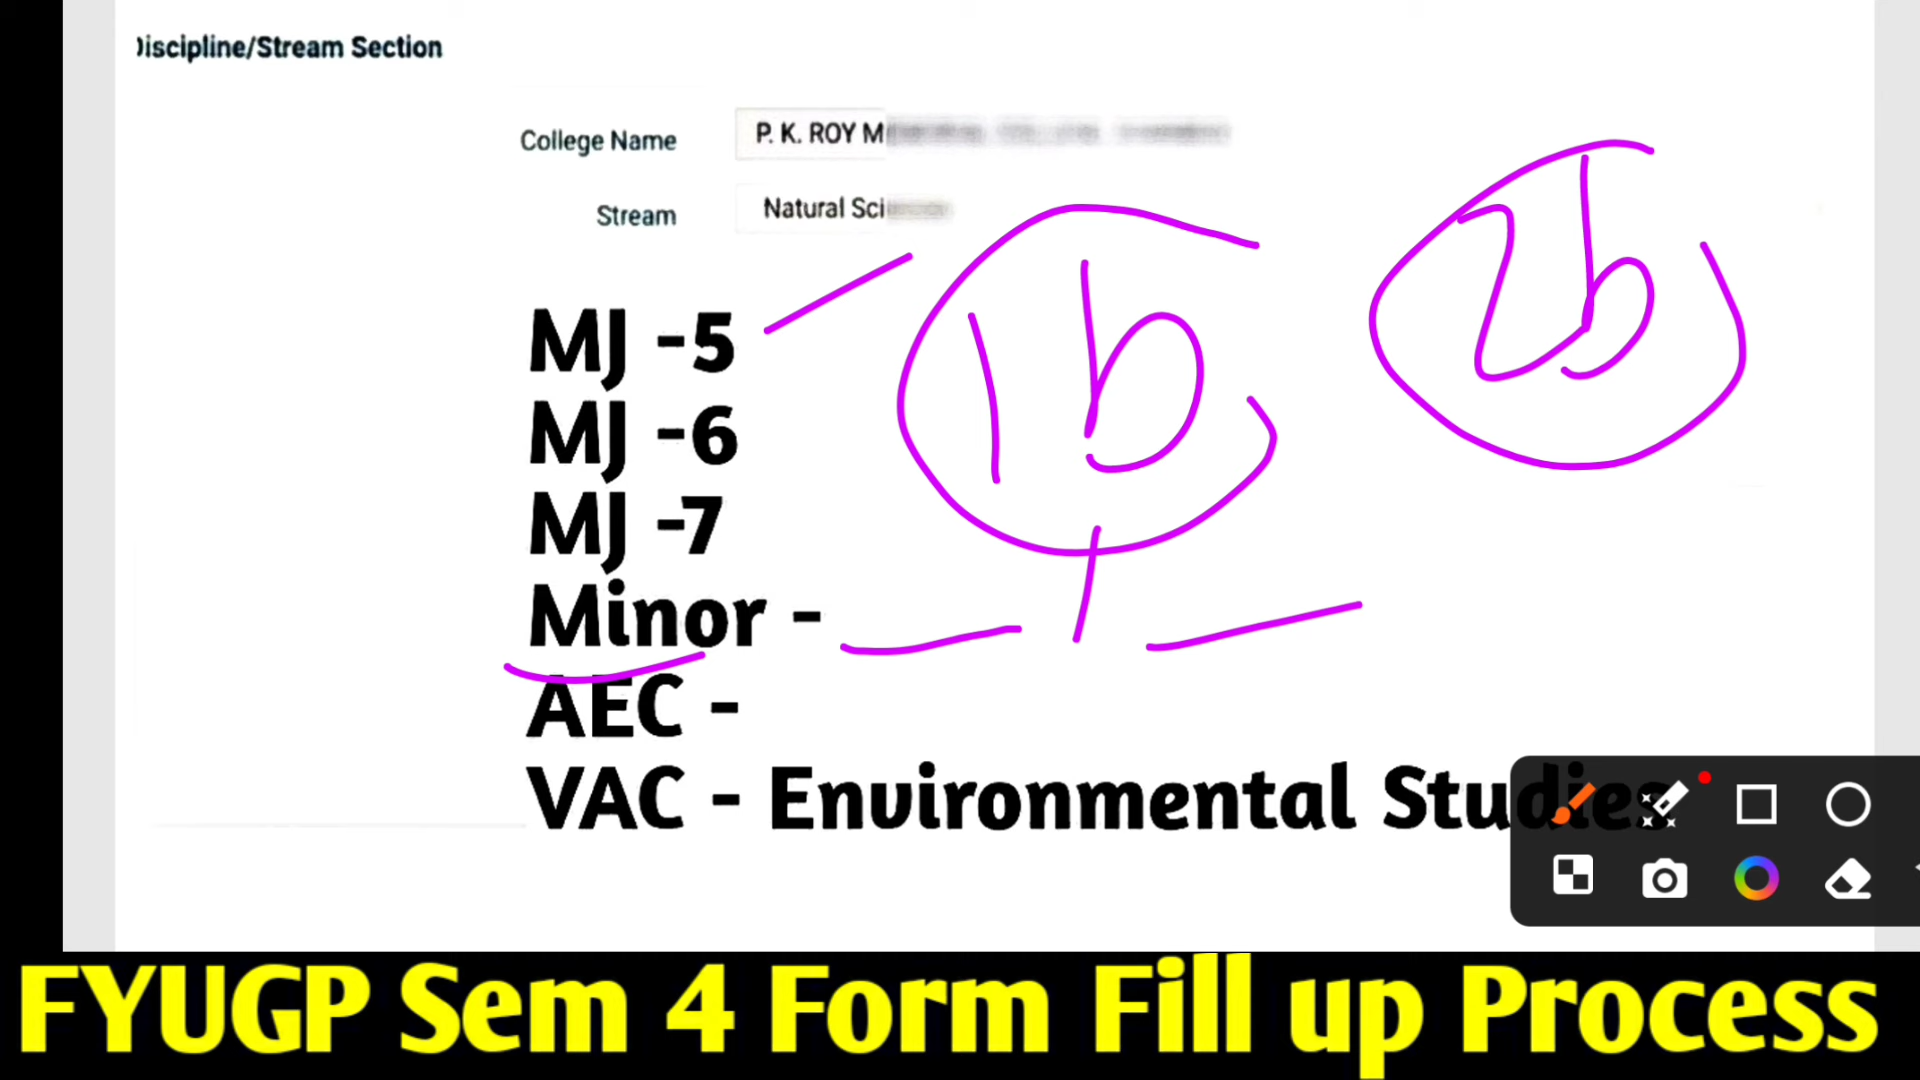 Discipline/Stream Section
College Name P. K. ROY M
Stream Natural Sci
1b
2b
MJ -5
MJ -6
MJ -7
Minor -
AEC -
VAC - Environmental Studies
FYUGP Sem 4 Form Fill up Process